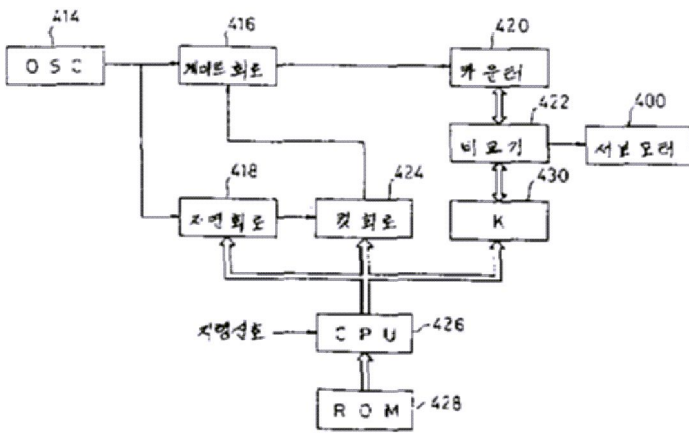 414
OSC
416
게이트회로
420
카운터
422
비교기
400
서보모터
418
지연회로
424
컷회로
430
K
지령신호
CPU
426
ROM
428